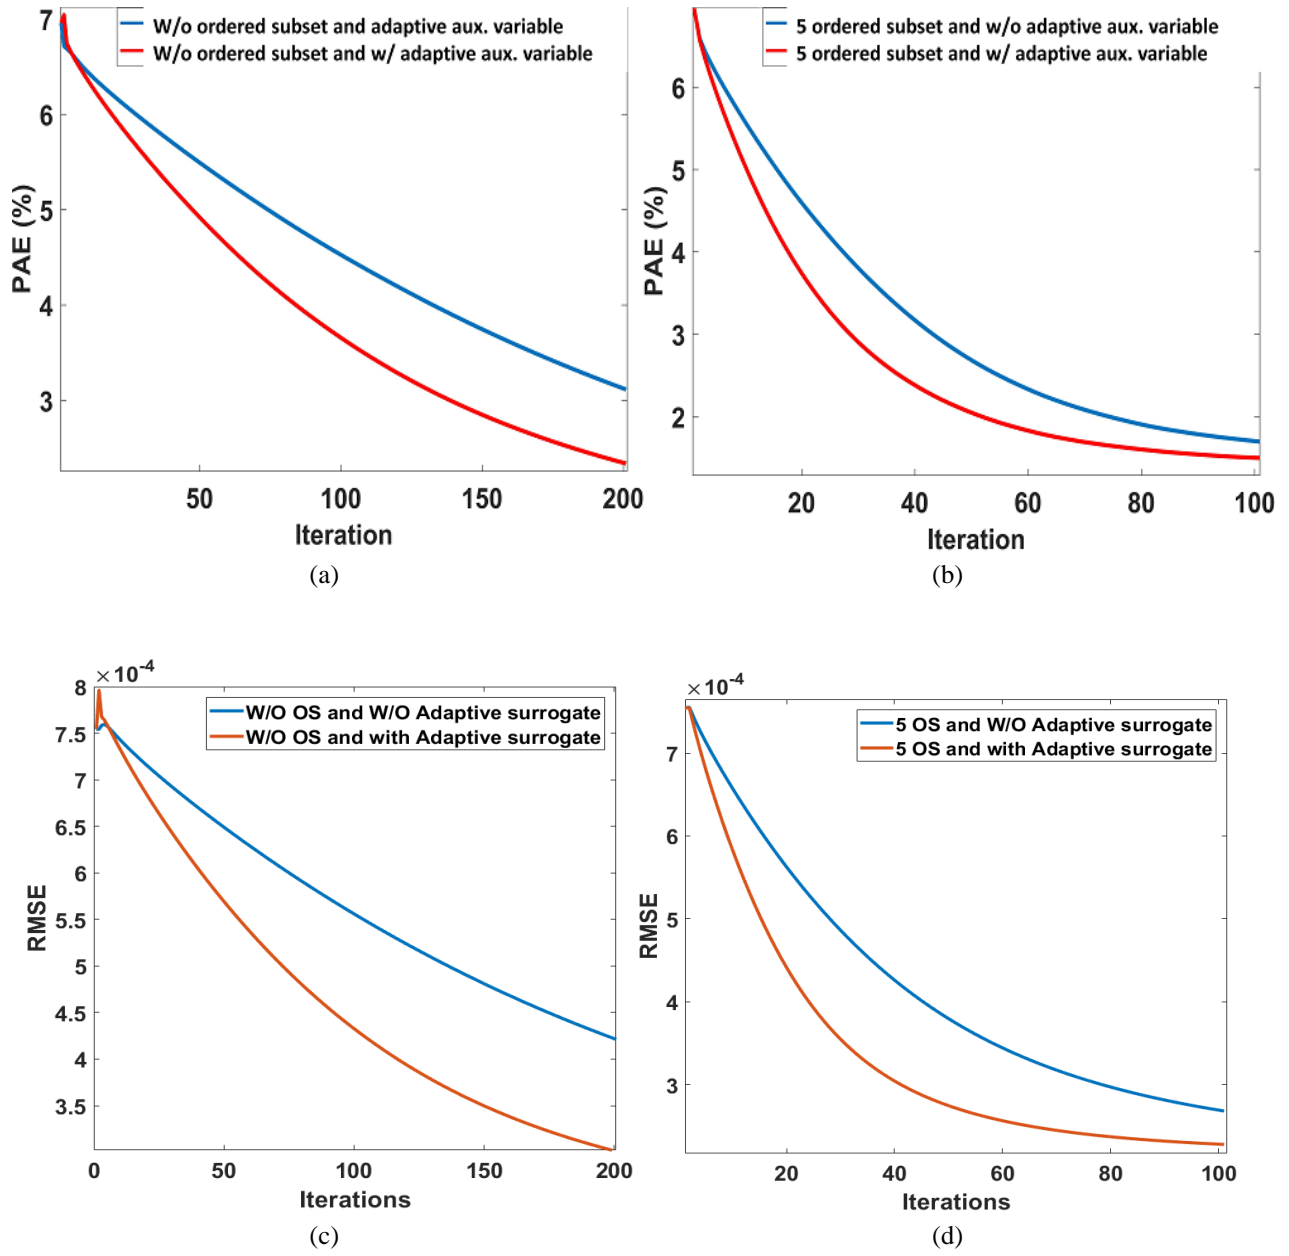 W/o ordered subset and adaptive aux. variable
W/o ordered subset and w/ adaptive aux. variable
7
6
5
4
3
PAE (%)
50 100 150 200
Iteration
(a)
5 ordered subset and w/o adaptive aux. variable
5 ordered subset and w/ adaptive aux. variable
6
5
4
3
2
PAE (%)
20 40 60 80 100
Iteration
(b)
×10-4
W/O OS and W/O Adaptive surrogate
W/O OS and with Adaptive surrogate
8
7.5
7
6.5
6
5.5
5
4.5
4
3.5
RMSE
0 50 100 150 200
Iterations
(c)
×10-4
5 OS and W/O Adaptive surrogate
5 OS and with Adaptive surrogate
7
6
5
4
3
RMSE
20 40 60 80 100
Iterations
(d)